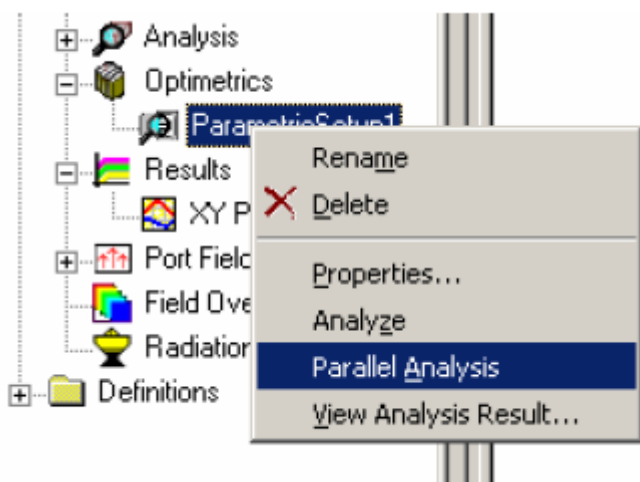 Analysis
Optimetrics
ParametricSetup1
Results
XY P
Port Field
Field Ove
Radiation
Definitions
Rename
Delete
Properties...
Analyze
Parallel Analysis
View Analysis Result...